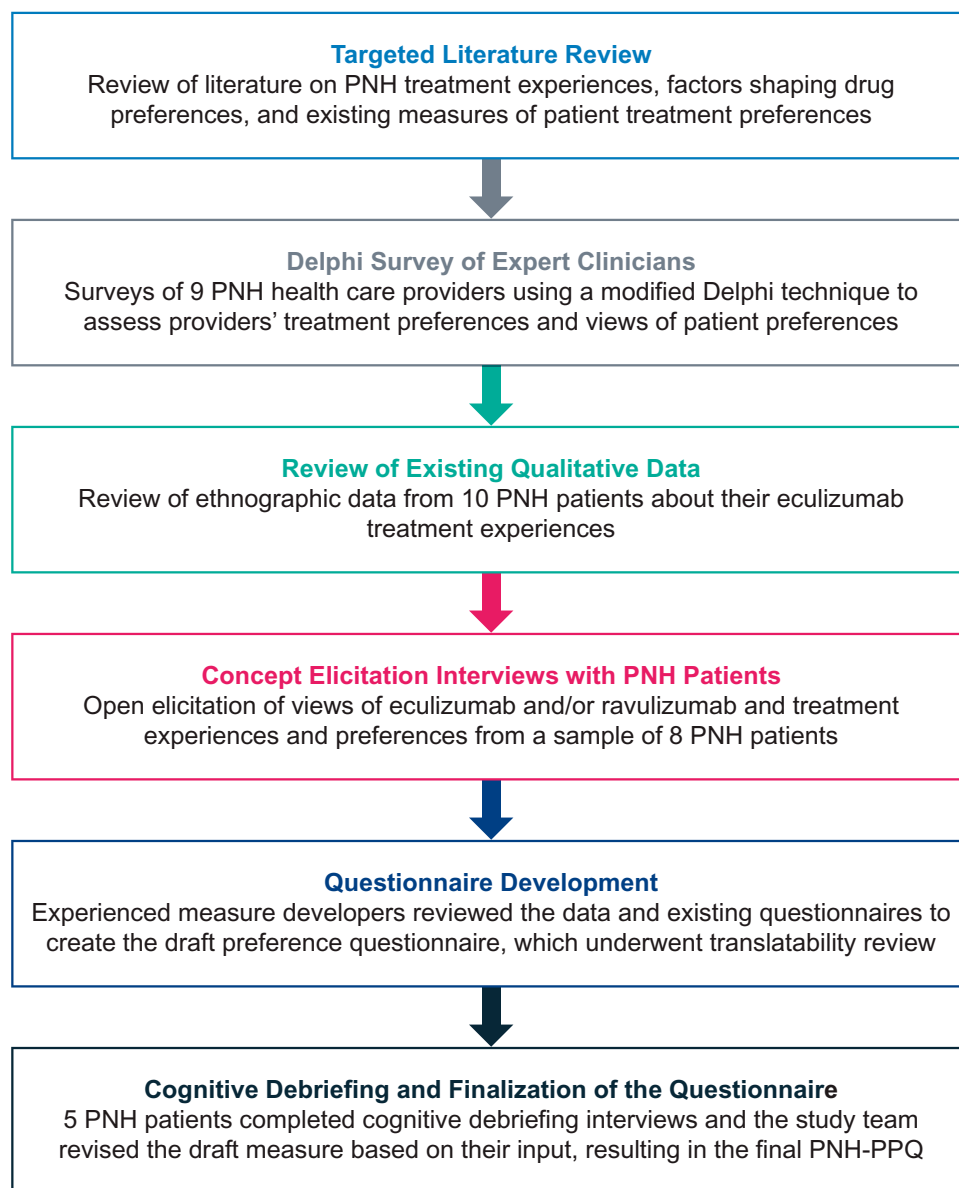 Targeted Literature Review
Review of literature on PNH treatment experiences, factors shaping drug
preferences, and existing measures of patient treatment preferences
Delphi Survey of Expert Clinicians
Surveys of 9 PNH health care providers using a modified Delphi technique to
assess providers' treatment preferences and views of patient preferences
Review of Existing Qualitative Data
Review of ethnographic data from 10 PNH patients about their eculizumab
treatment experiences
Concept Elicitation Interviews with PNH Patients
Open elicitation of views of eculizumab and/or ravulizumab and treatment
experiences and preferences from a sample of 8 PNH patients
Questionnaire Development
Experienced measure developers reviewed the data and existing questionnaires to
create the draft preference questionnaire, which underwent translatability review
Cognitive Debriefing and Finalization of the Questionnaire
5 PNH patients completed cognitive debriefing interviews and the study team
revised the draft measure based on their input, resulting in the final PNH-PPQ